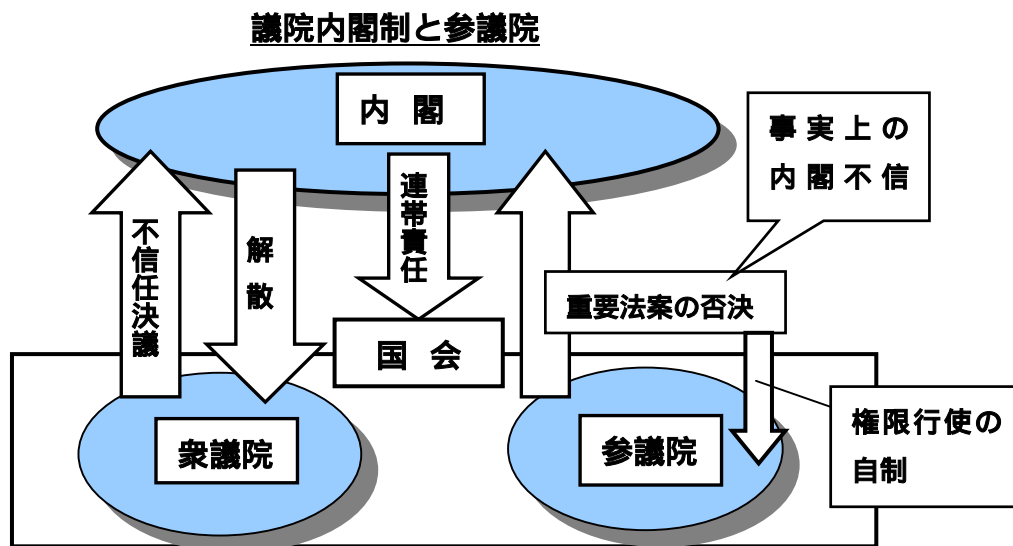 議院内閣制と参議院
内閣
事実上の
内閣不信
不信任決議
解散
連帯責任
重要法案の否決
国会
権限行使の
自制
衆議院
参議院